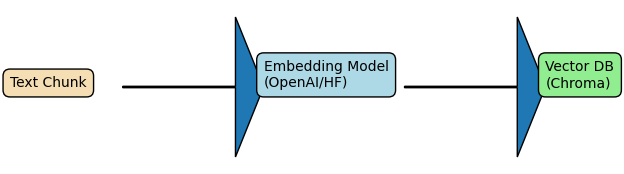 Text Chunk
Embedding Model
(OpenAI/HF)
Vector DB
(Chroma)